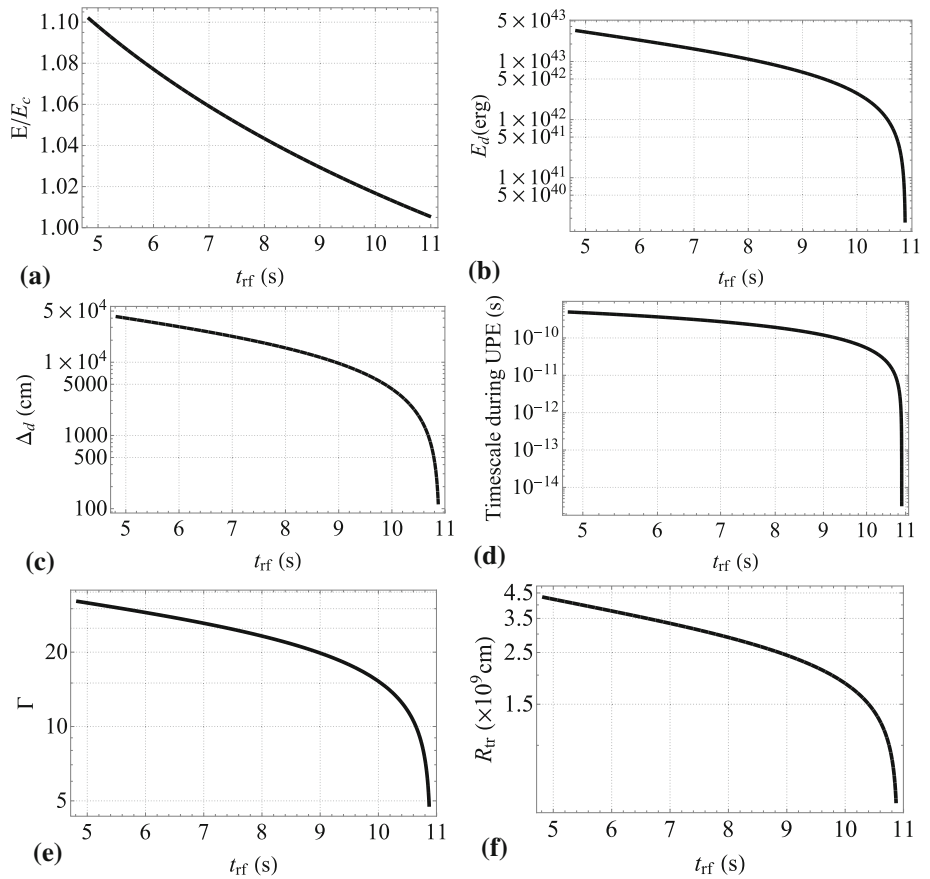 1.10
1.08
1.06
1.04
1.02
1.00
E/E_c
5 6 7 8 9 10 11
t_rf (s)
(a)
5 × 10^43
1 × 10^43
5 × 10^42
1 × 10^42
5 × 10^41
1 × 10^41
5 × 10^40
E_d(erg)
5 6 7 8 9 10 11
t_rf (s)
(b)
5 × 10^4
1 × 10^4
5000
1000
500
100
Δ_d (cm)
5 6 7 8 9 10 11
t_rf (s)
(c)
10^-10
10^-11
10^-12
10^-13
10^-14
Timescale during UPE (s)
5 6 7 8 9 10 11
t_rf (s)
(d)
20
10
5
Γ
5 6 7 8 9 10 11
t_rf (s)
(e)
4.5
3.5
2.5
1.5
R_tr (×10^9cm)
5 6 7 8 9 10 11
t_rf (s)
(f)